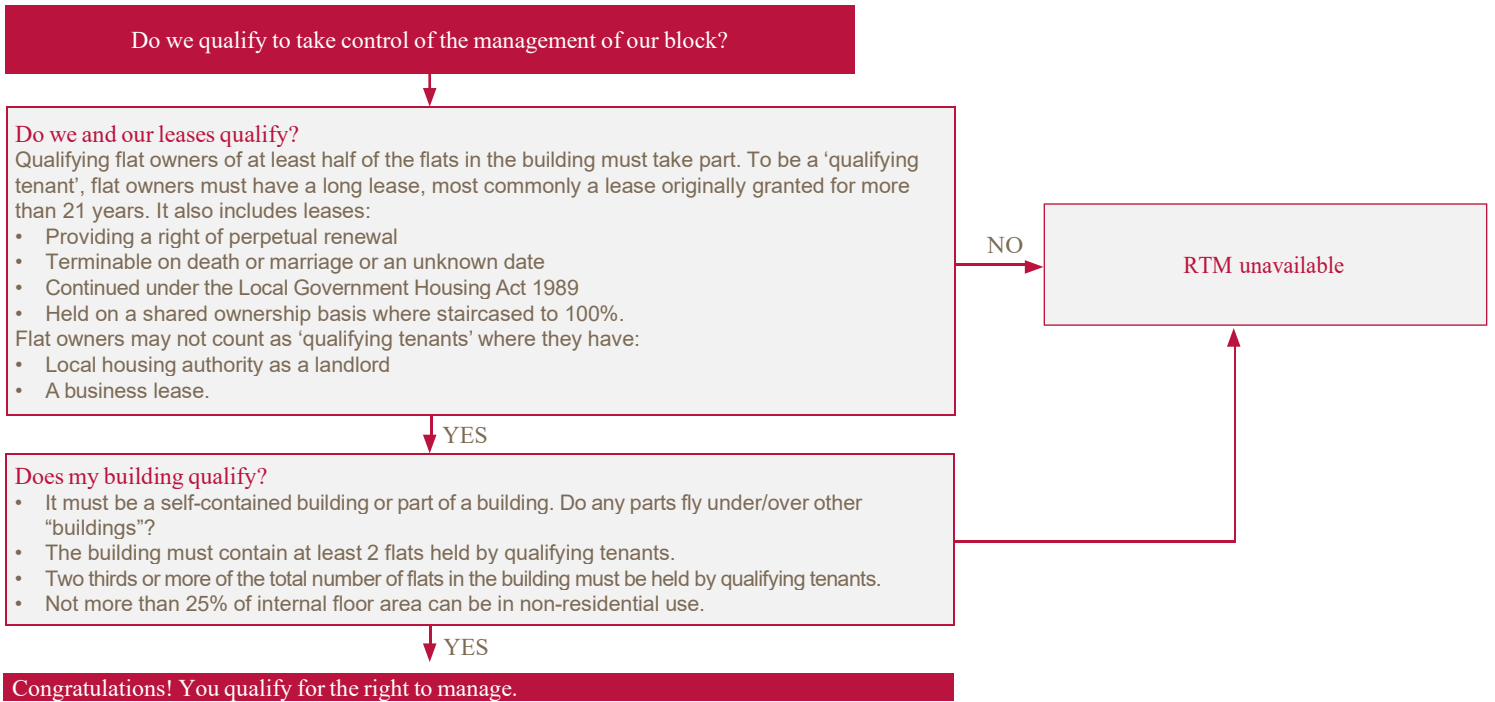 Do we qualify to take control of the management of our block?
Do we and our leases qualify?
Qualifying flat owners of at least half of the flats in the building must take part. To be a ‘qualifying
tenant’, flat owners must have a long lease, most commonly a lease originally granted for more
than 21 years. It also includes leases:
• Providing a right of perpetual renewal
• Terminable on death or marriage or an unknown date
• Continued under the Local Government Housing Act 1989
• Held on a shared ownership basis where staircased to 100%.
Flat owners may not count as ‘qualifying tenants’ where they have:
• Local housing authority as a landlord
• A business lease.
NO
RTM unavailable
YES
Does my building qualify?
• It must be a self-contained building or part of a building. Do any parts fly under/over other
“buildings”?
• The building must contain at least 2 flats held by qualifying tenants.
• Two thirds or more of the total number of flats in the building must be held by qualifying tenants.
• Not more than 25% of internal floor area can be in non-residential use.
YES
Congratulations! You qualify for the right to manage.